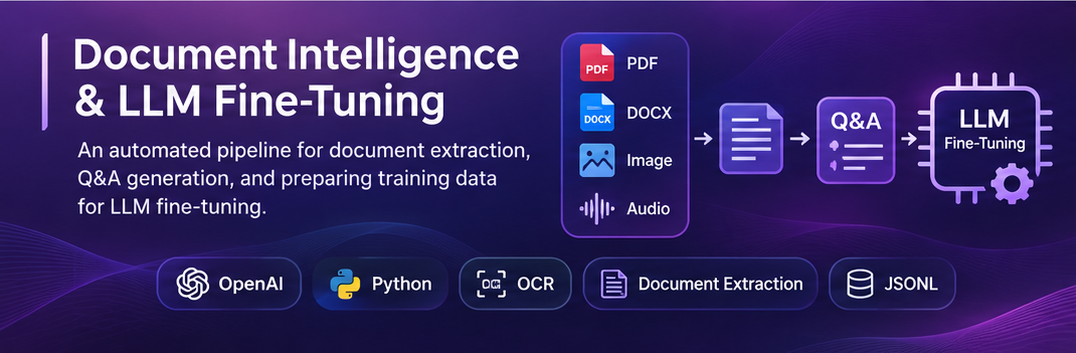 Document Intelligence
& LLM Fine-Tuning
An automated pipeline for document extraction,
Q&A generation, and preparing training data
for LLM fine-tuning.
PDF
PDF
DOCX
DOCX
Image
Audio
Q&A
LLM
Fine-Tuning
OpenAI
Python
OCR
Document Extraction
JSONL